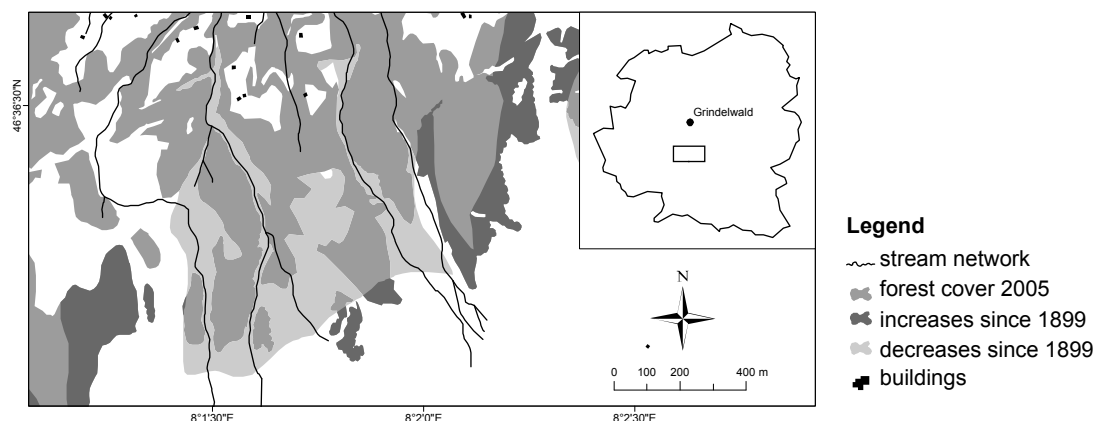 46°36'30"N
Grindelwald
N
0 100 200 400 m
8°1'30"E
8°2'0"E
8°2'30"E
Legend
stream network
forest cover 2005
increases since 1899
decreases since 1899
buildings